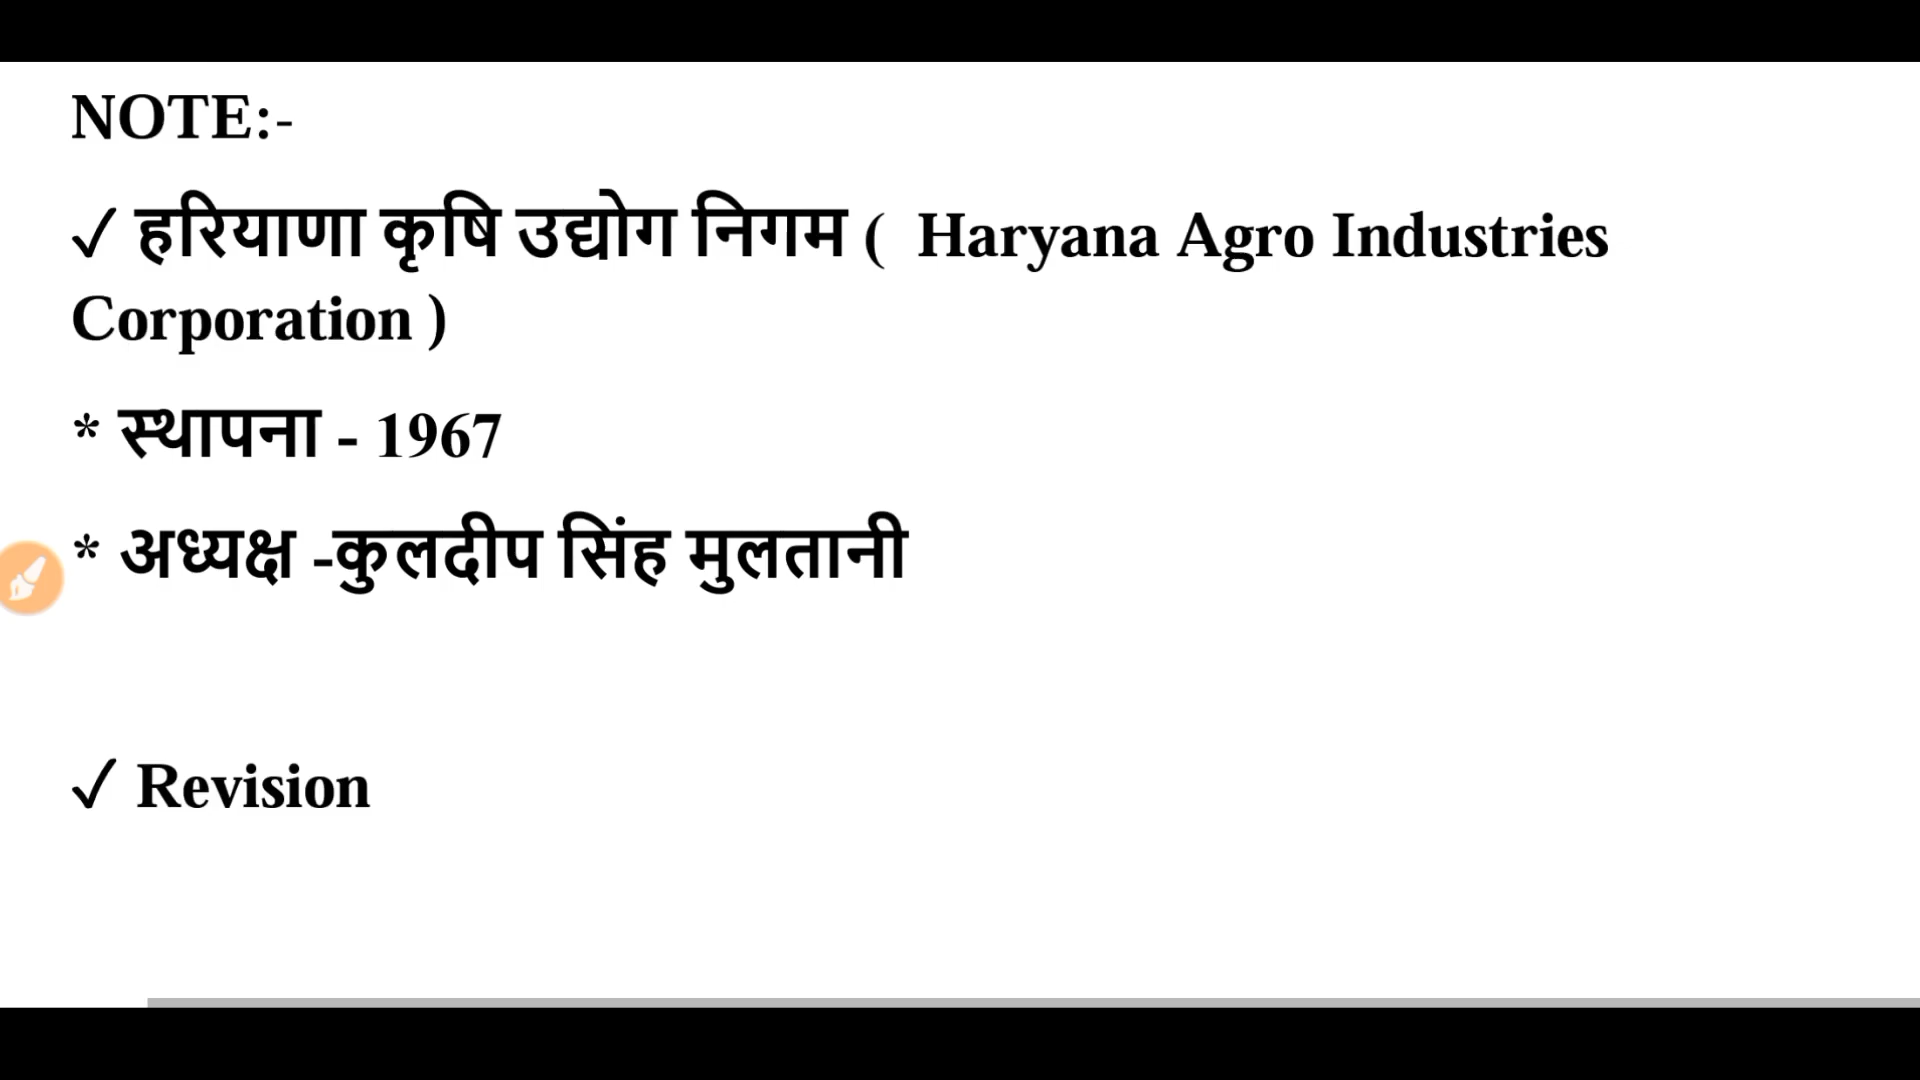 NOTE:-
✓ हरियाणा कृषि उद्योग निगम ( Haryana Agro Industries
Corporation )
* स्थापना - 1967
* अध्यक्ष -कुलदीप सिंह मुलतानी
✓ Revision